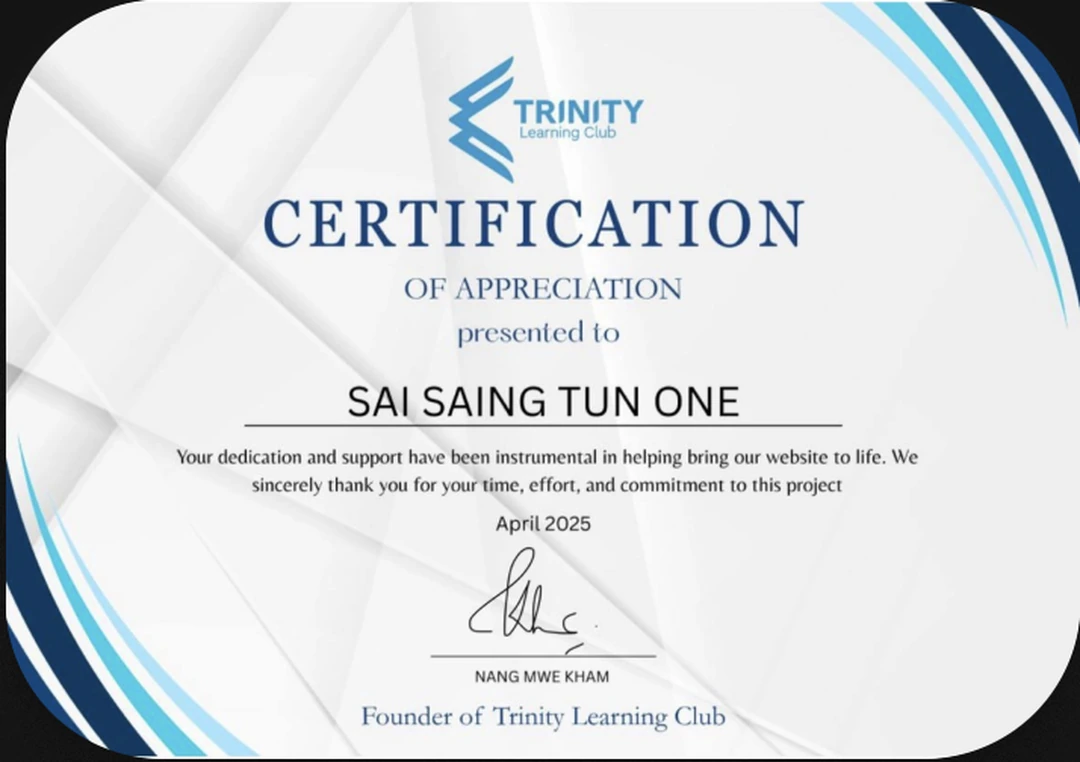 TRINITY
Learning Club
CERTIFICATION
OF APPRECIATION
presented to
SAI SAING TUN ONE
Your dedication and support have been instrumental in helping bring our website to life. We
sincerely thank you for your time, effort, and commitment to this project
April 2025
NANG MWE KHAM
Founder of Trinity Learning Club